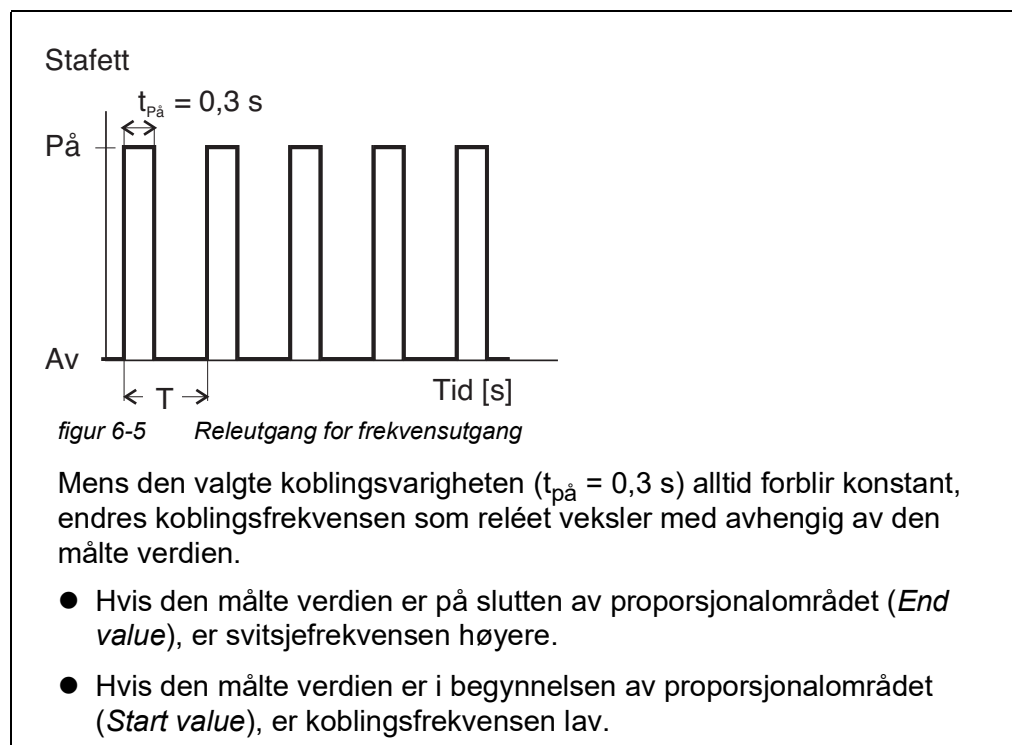 Stafett
tPå = 0,3 s
På
Av
T
Tid [s]
figur 6-5 Releutgang for frekvensutgang
Mens den valgte koblingsvarigheten (tpå = 0,3 s) alltid forblir konstant,
endres koblingsfrekvensen som reléet veksler med avhengig av den
målte verdien.
● Hvis den målte verdien er på slutten av proporsjonalområdet (End
value), er svitsjefrekvensen høyere.
● Hvis den målte verdien er i begynnelsen av proporsjonalområdet
(Start value), er koblingsfrekvensen lav.